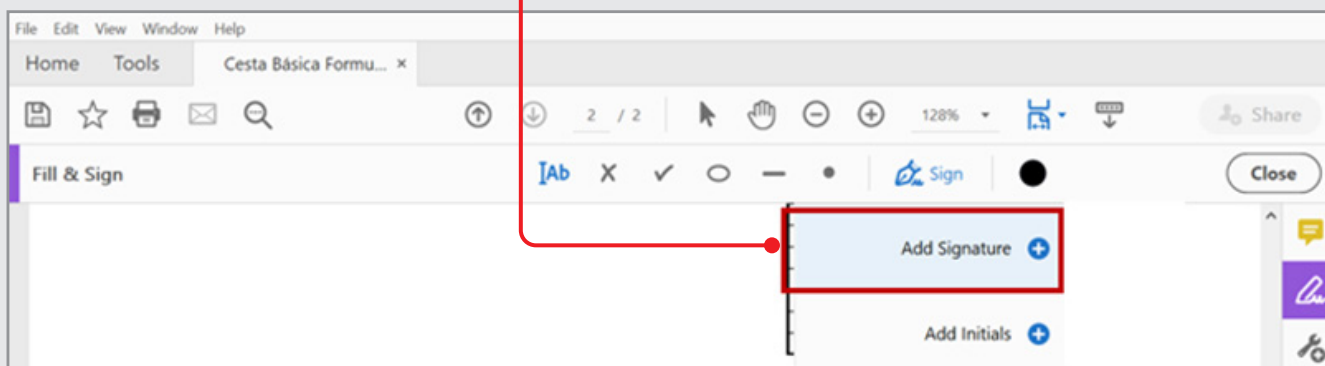 File Edit View Window Help
Home Tools Cesta Básica Formu... ×
2 / 2 128% Share
Fill & Sign Ab Sign Close
Add Signature
Add Initials